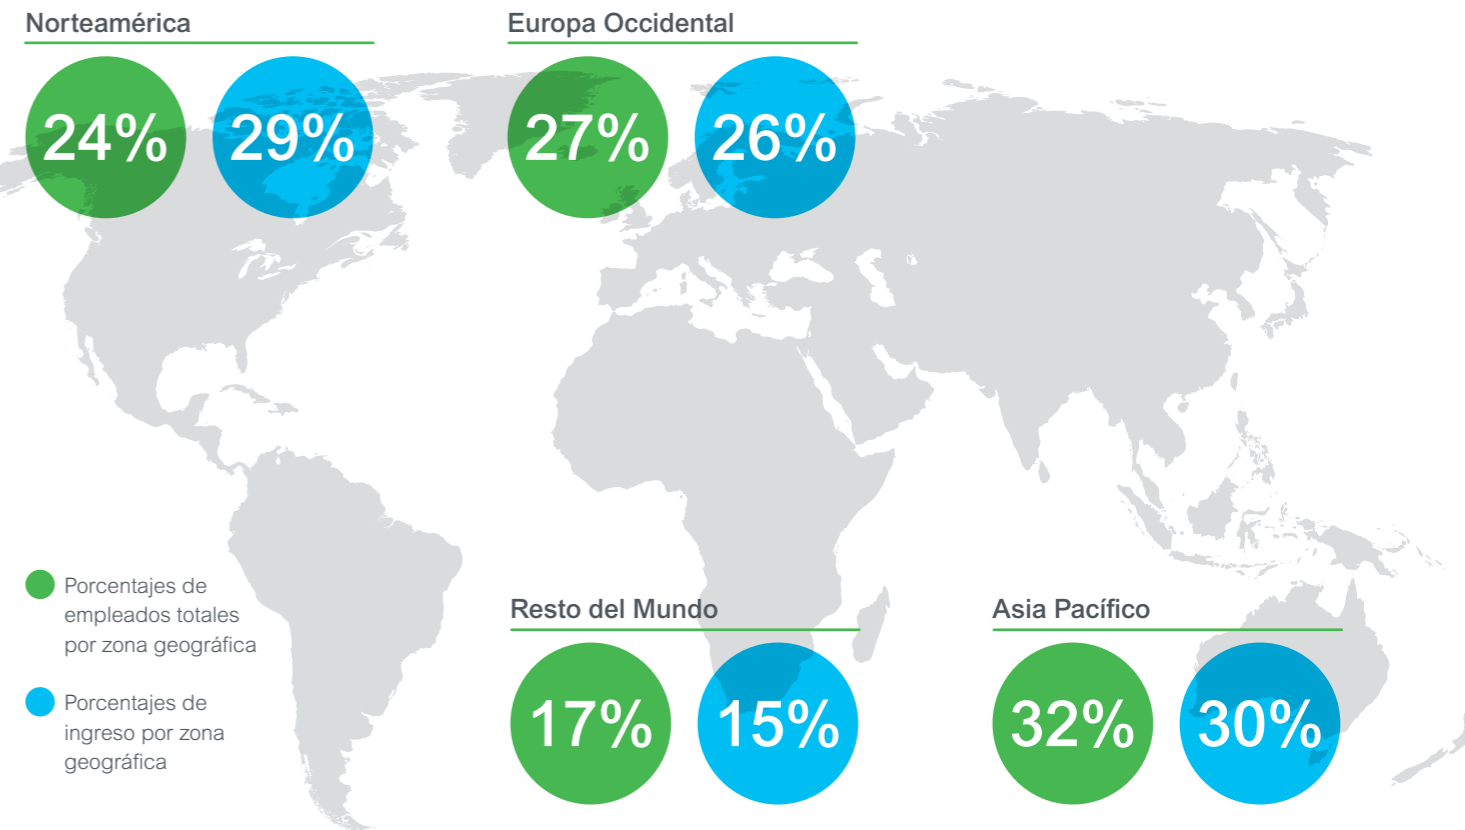 Norteamérica
24%
29%
Europa Occidental
27%
26%
Porcentajes de
empleados totales
por zona geográfica
Porcentajes de
ingreso por zona
geográfica
Resto del Mundo
17%
15%
Asia Pacífico
32%
30%